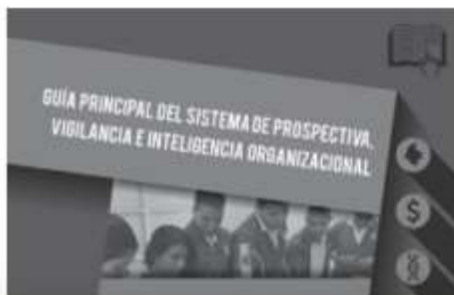 GUÍA PRINCIPAL DEL SISTEMA DE PROSPECTIVA,
VIGILANCIA E INTELIGENCIA ORGANIZACIONAL
$